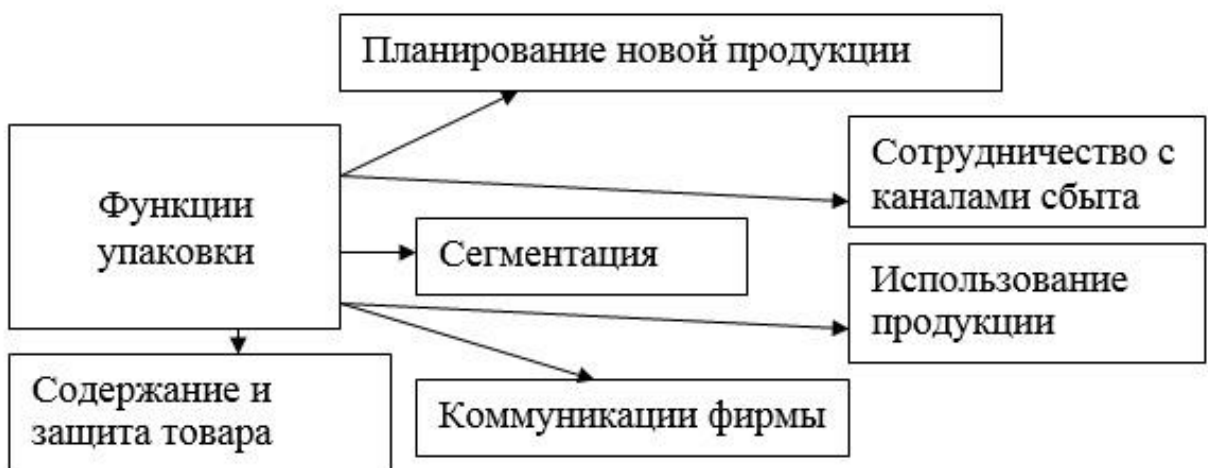 Планирование новой продукции
Функции
упаковки
Сотрудничество с
каналами сбыта
Сегментация
Использование
продукции
Содержание и
защита товара
Коммуникации фирмы